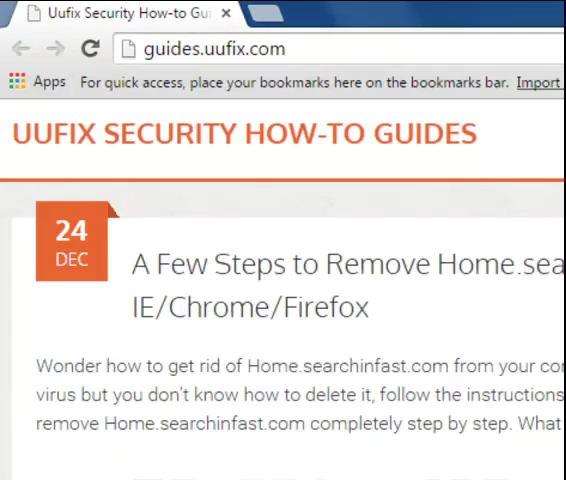 Uufix Security How-to Gui
guides.uufix.com
Apps For quick access, place your bookmarks here on the bookmarks bar. Import
UUFIX SECURITY HOW-TO GUIDES
24
DEC
A Few Steps to Remove Home.sea
IE/Chrome/Firefox
Wonder how to get rid of Home.searchinfast.com from your co
virus but you don't know how to delete it, follow the instructions
remove Home.searchinfast.com completely step by step. What